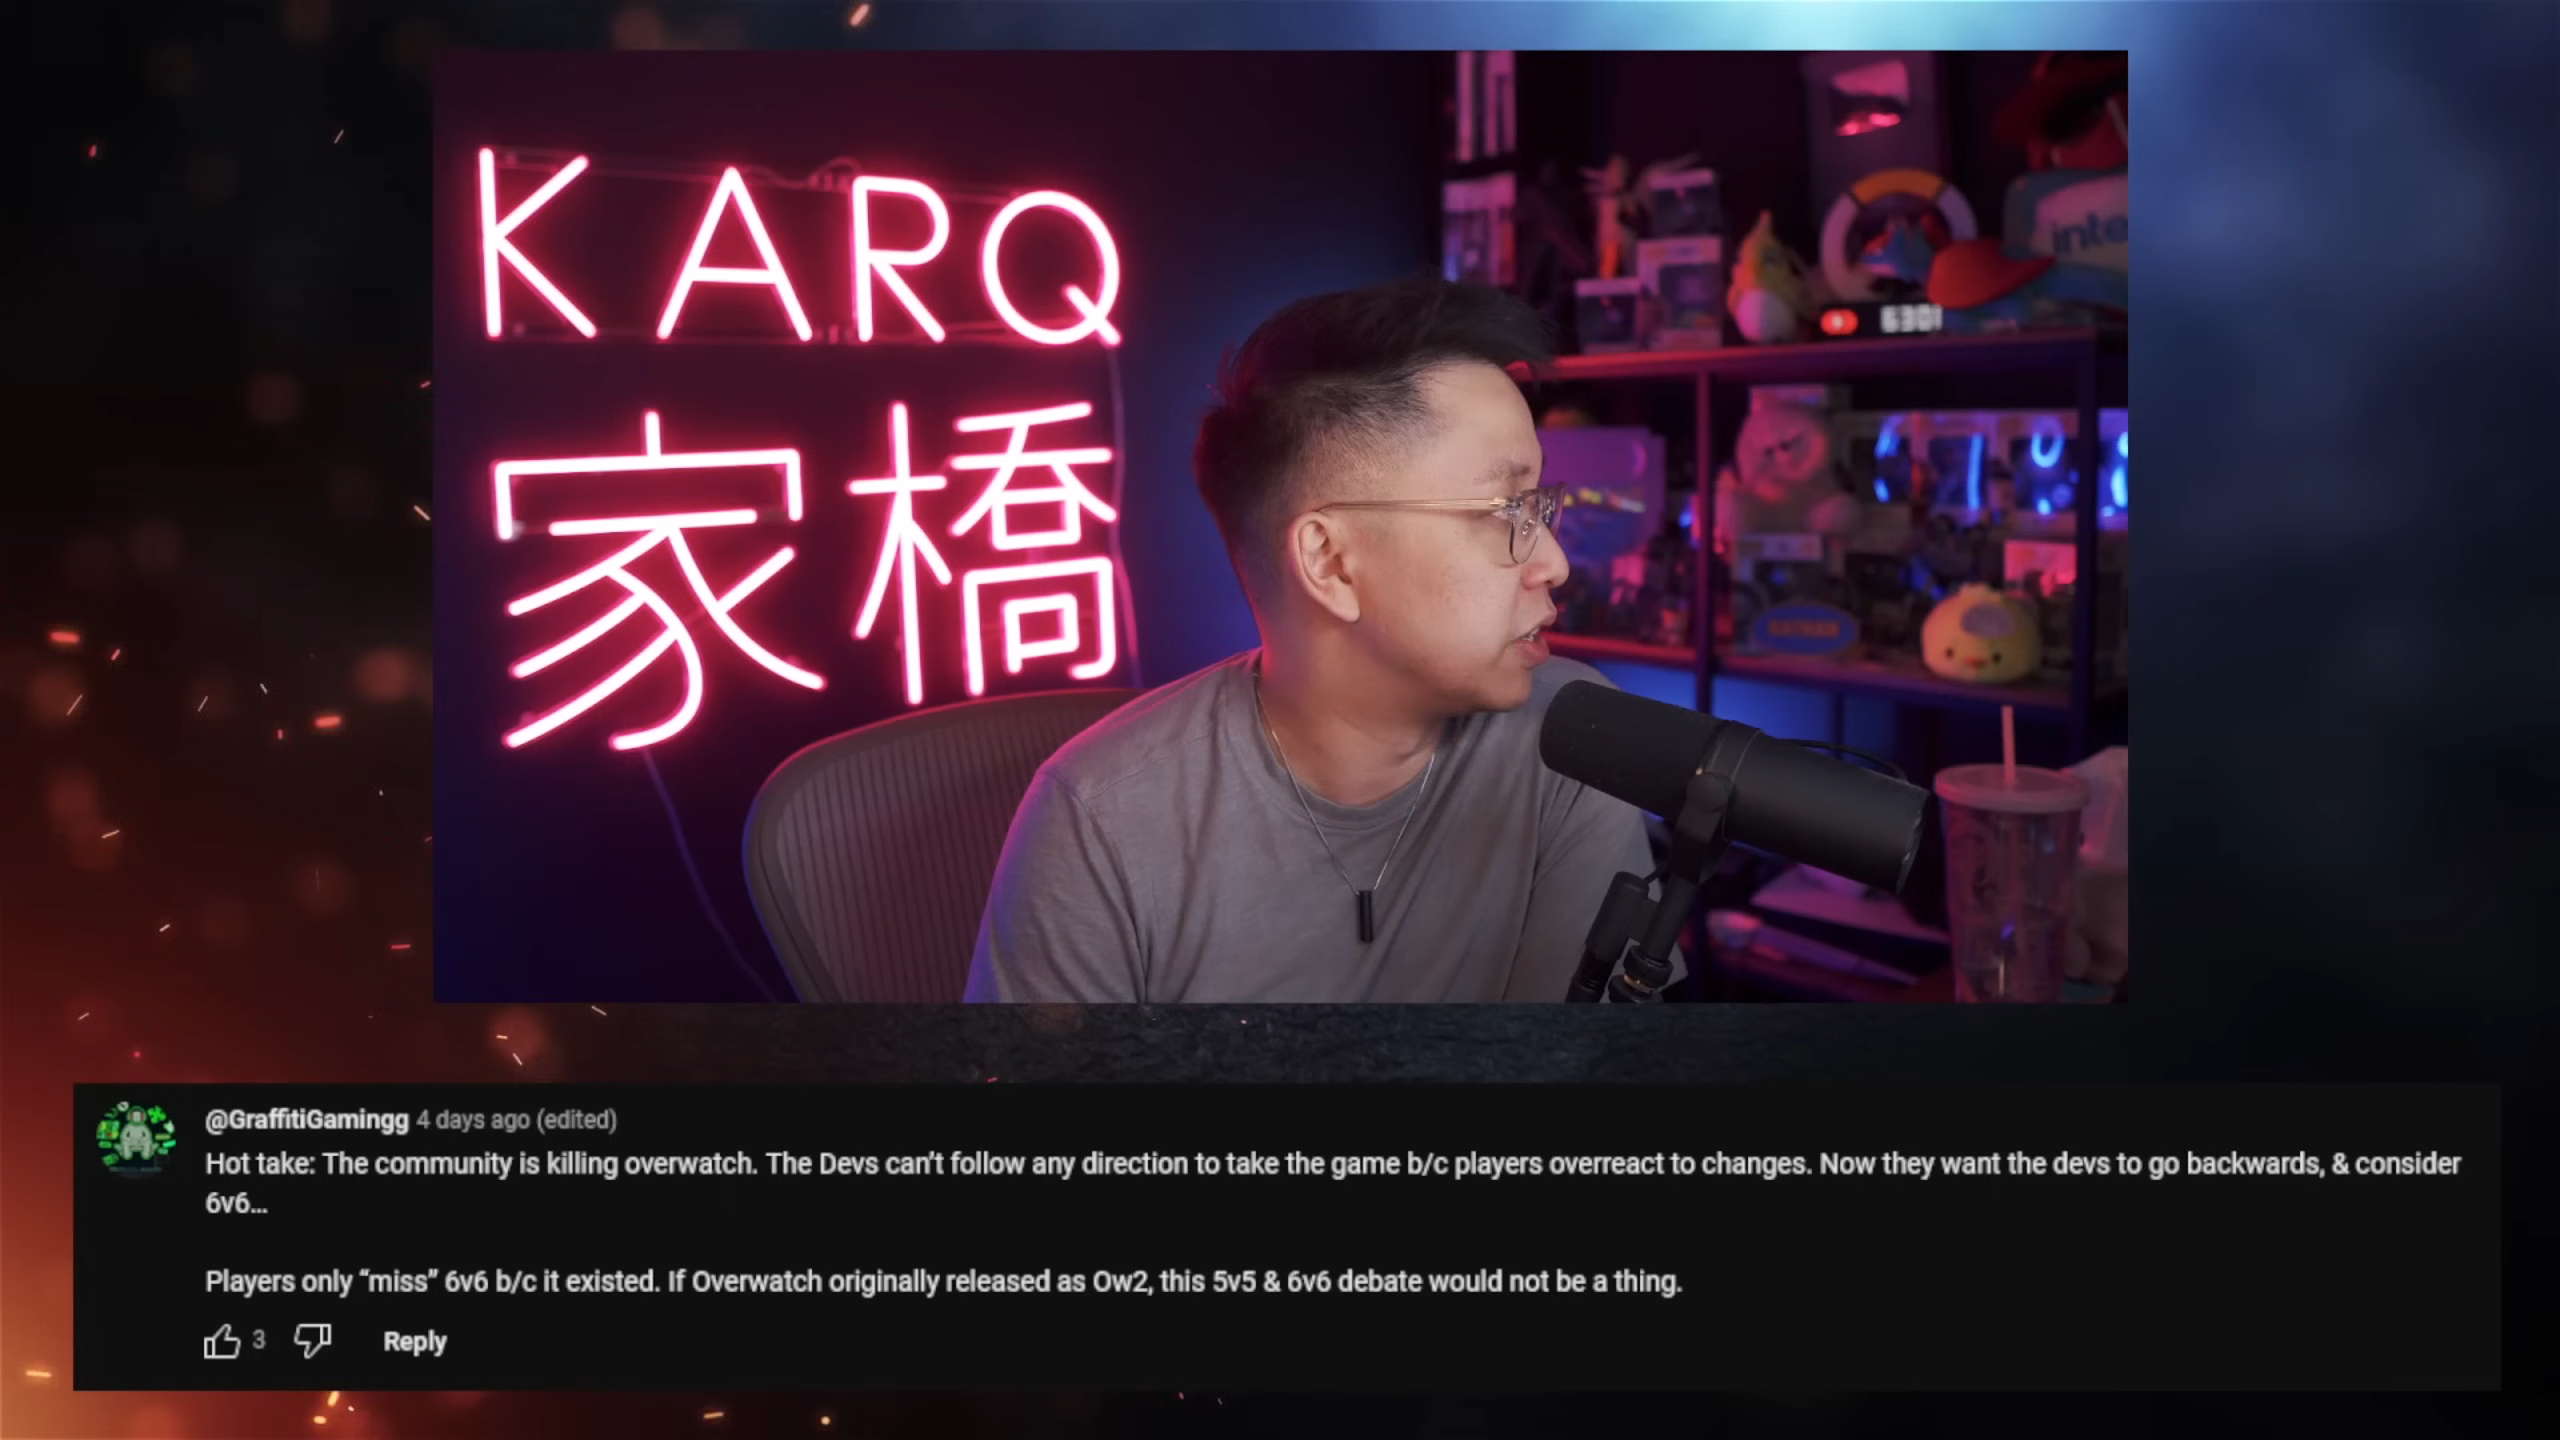 KARQ
家橋
inte
@GraffitiGamingg 4 days ago (edited)
Hot take: The community is killing overwatch. The Devs can't follow any direction to take the game b/c players overreact to changes. Now they want the devs to go backwards, & consider
6v6...
Players only “miss” 6v6 b/c it existed. If Overwatch originally released as Ow2, this 5v5 & 6v6 debate would not be a thing.
3 Reply